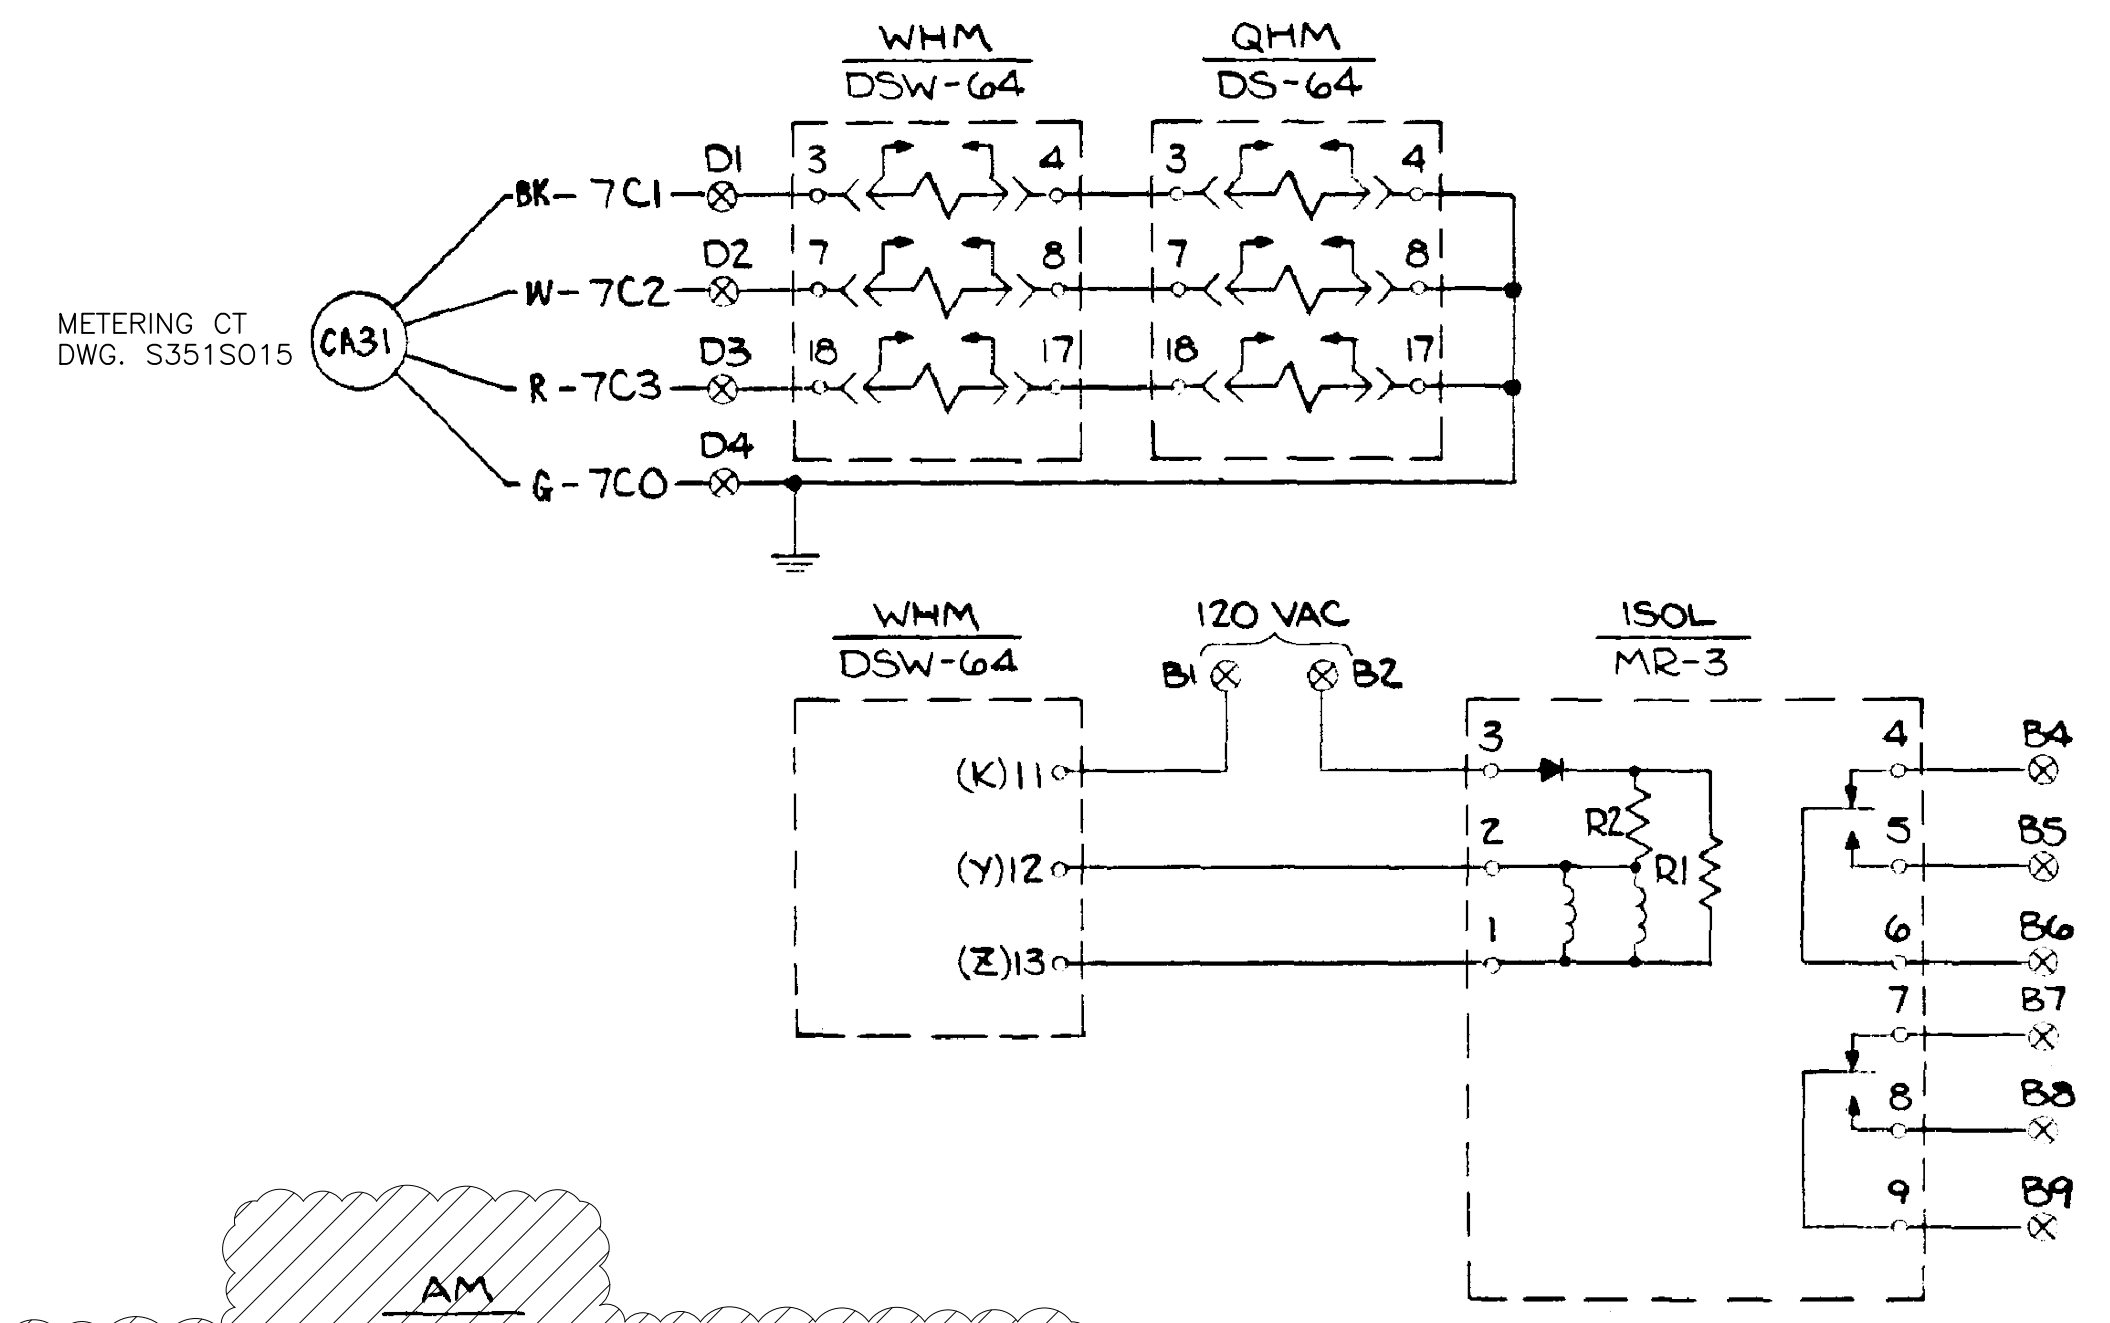 WHM
DSW-64
QHM
DS-64
D1
3
4
3
4
BK- 7C1
D2
7
8
7
8
W- 7C2
METERING CT
DWG. S351S015
CA31
D3
18
17
18
17
R -7C3
D4
G- 7C0
WHM
DSW-64
120 VAC
B1
B2
ISOL
MR-3
(K)11
3
4
B4
R2
(Y)12
2
5
B5
R1
(Z)13
1
6
B6
7
B7
8
B8
9
B9
AM